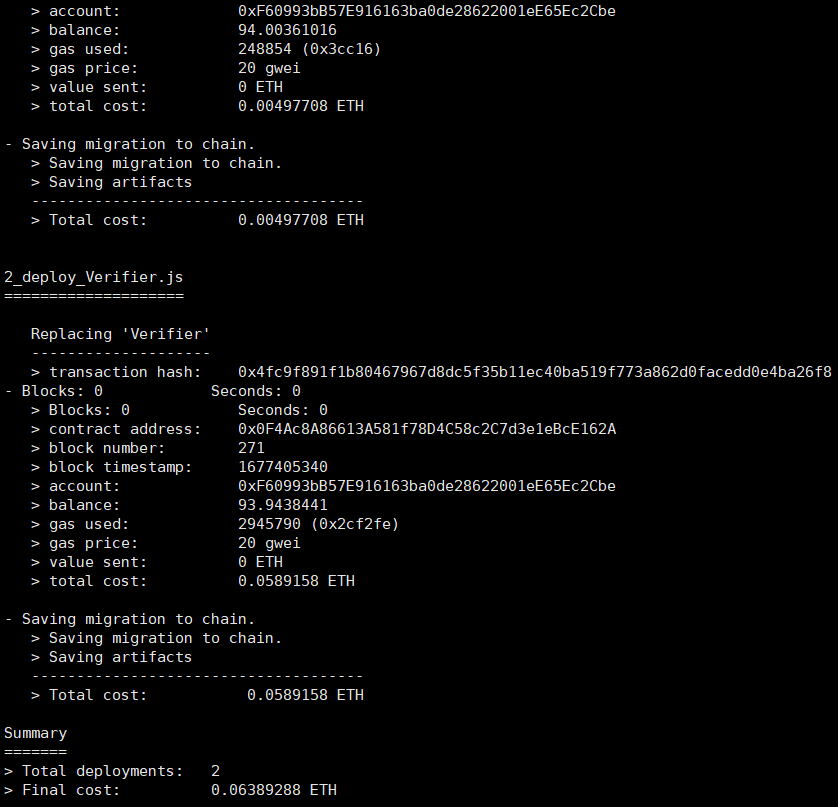 > account: 0xF60993bB57E916163ba0de28622001eE65Ec2Cbe
> balance: 94.00361016
> gas used: 248854 (0x3cc16)
> gas price: 20 gwei
> value sent: 0 ETH
> total cost: 0.00497708 ETH
- Saving migration to chain.
> Saving migration to chain.
> Saving artifacts
-------------------------------------
> Total cost: 0.00497708 ETH
2_deploy_Verifier.js
====================
Replacing 'Verifier'
--------------------
> transaction hash: 0x4fc9f891f1b80467967d8dc5f35b11ec40ba519f773a862d0facedd0e4ba26f8
- Blocks: 0 Seconds: 0
> Blocks: 0 Seconds: 0
> contract address: 0x0F4Ac8A86613A581f78D4C58c2C7d3e1eBcE162A
> block number: 271
> block timestamp: 1677405340
> account: 0xF60993bB57E916163ba0de28622001eE65Ec2Cbe
> balance: 93.9438441
> gas used: 2945790 (0x2cf2fe)
> gas price: 20 gwei
> value sent: 0 ETH
> total cost: 0.0589158 ETH
- Saving migration to chain.
> Saving migration to chain.
> Saving artifacts
-------------------------------------
> Total cost: 0.0589158 ETH
Summary
=======
> Total deployments: 2
> Final cost: 0.06389288 ETH